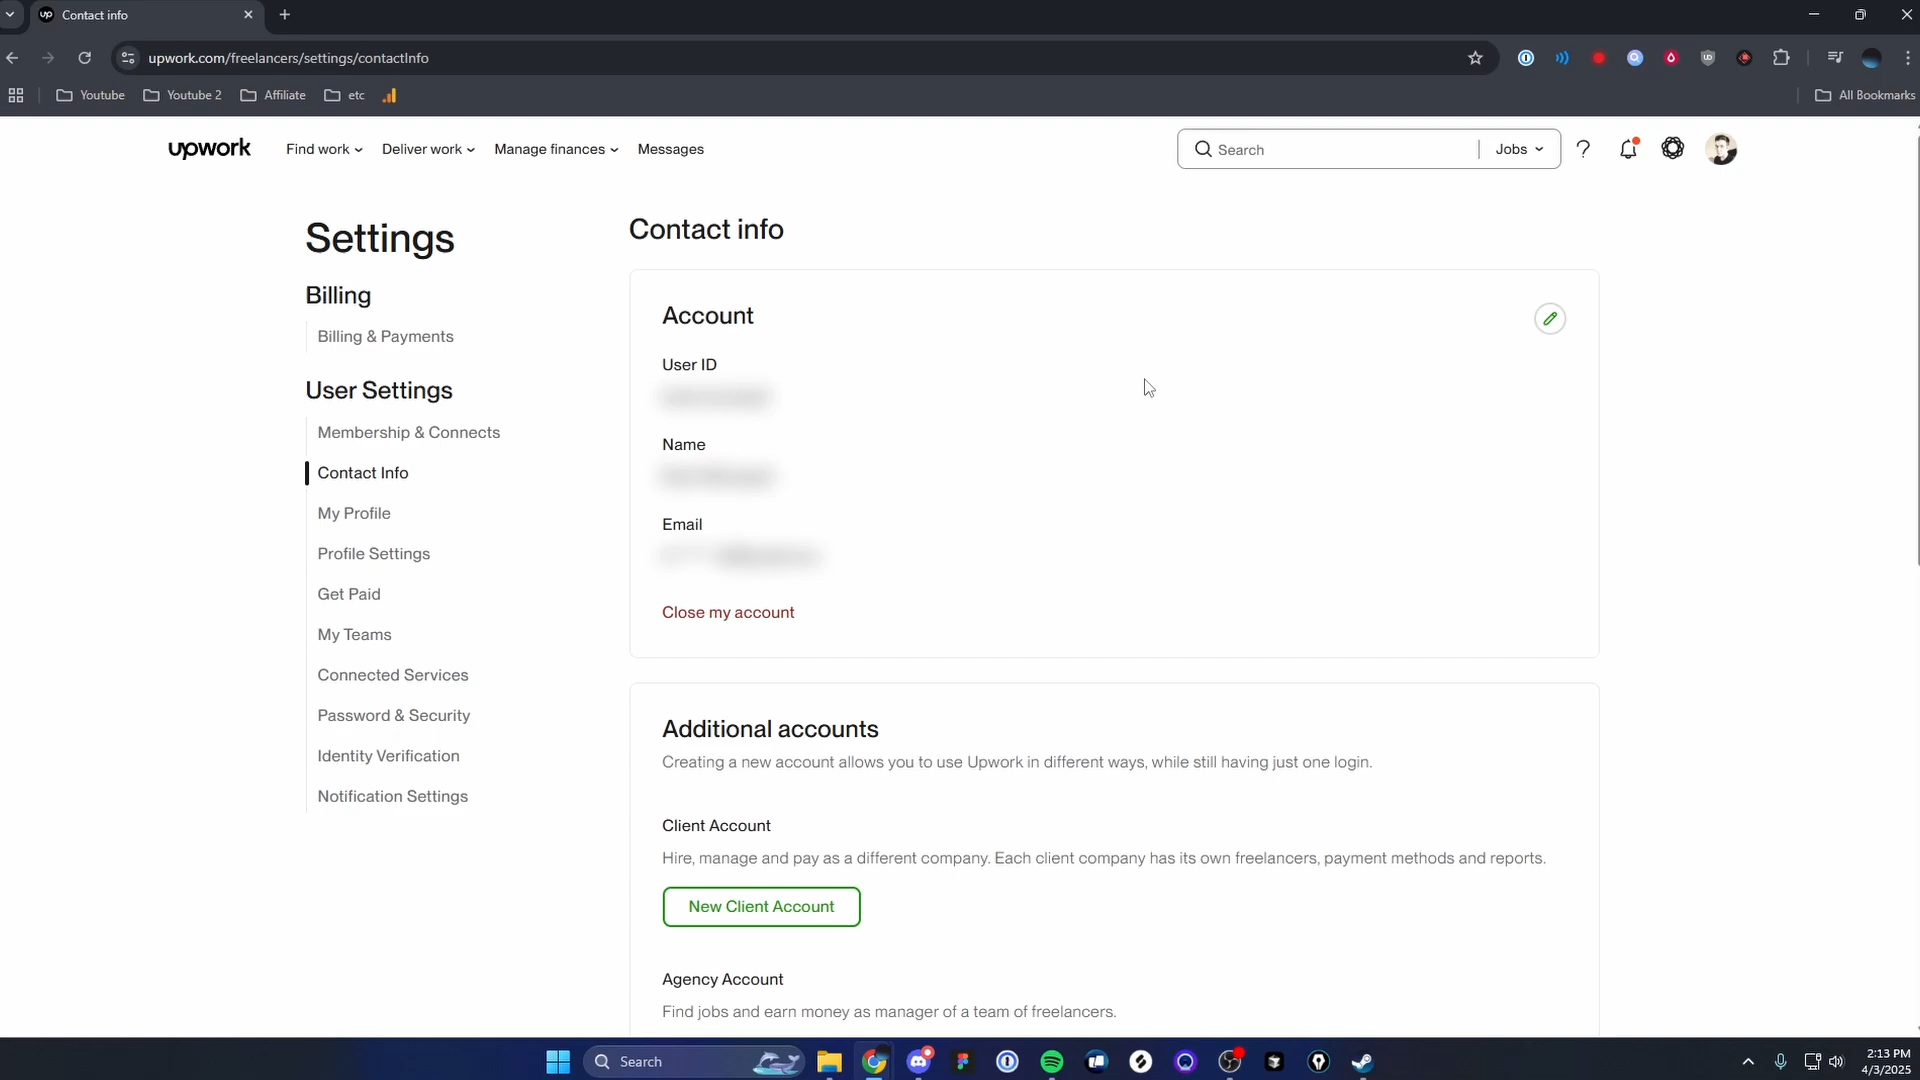 Contact info
upwork.com/freelancers/settings/contactInfo
Youtube
Youtube 2
Affiliate
etc
All Bookmarks
upwork
Find work
Deliver work
Manage finances
Messages
Search
Jobs
Settings
Billing
Billing & Payments
User Settings
Membership & Connects
Contact Info
My Profile
Profile Settings
Get Paid
My Teams
Connected Services
Password & Security
Identity Verification
Notification Settings
Contact info
Account
User ID
Name
Email
Close my account
Additional accounts
Creating a new account allows you to use Upwork in different ways, while still having just one login.
Client Account
Hire, manage and pay as a different company. Each client company has its own freelancers, payment methods and reports.
New Client Account
Agency Account
Find jobs and earn money as manager of a team of freelancers.
Search
2:13 PM
4/3/2025